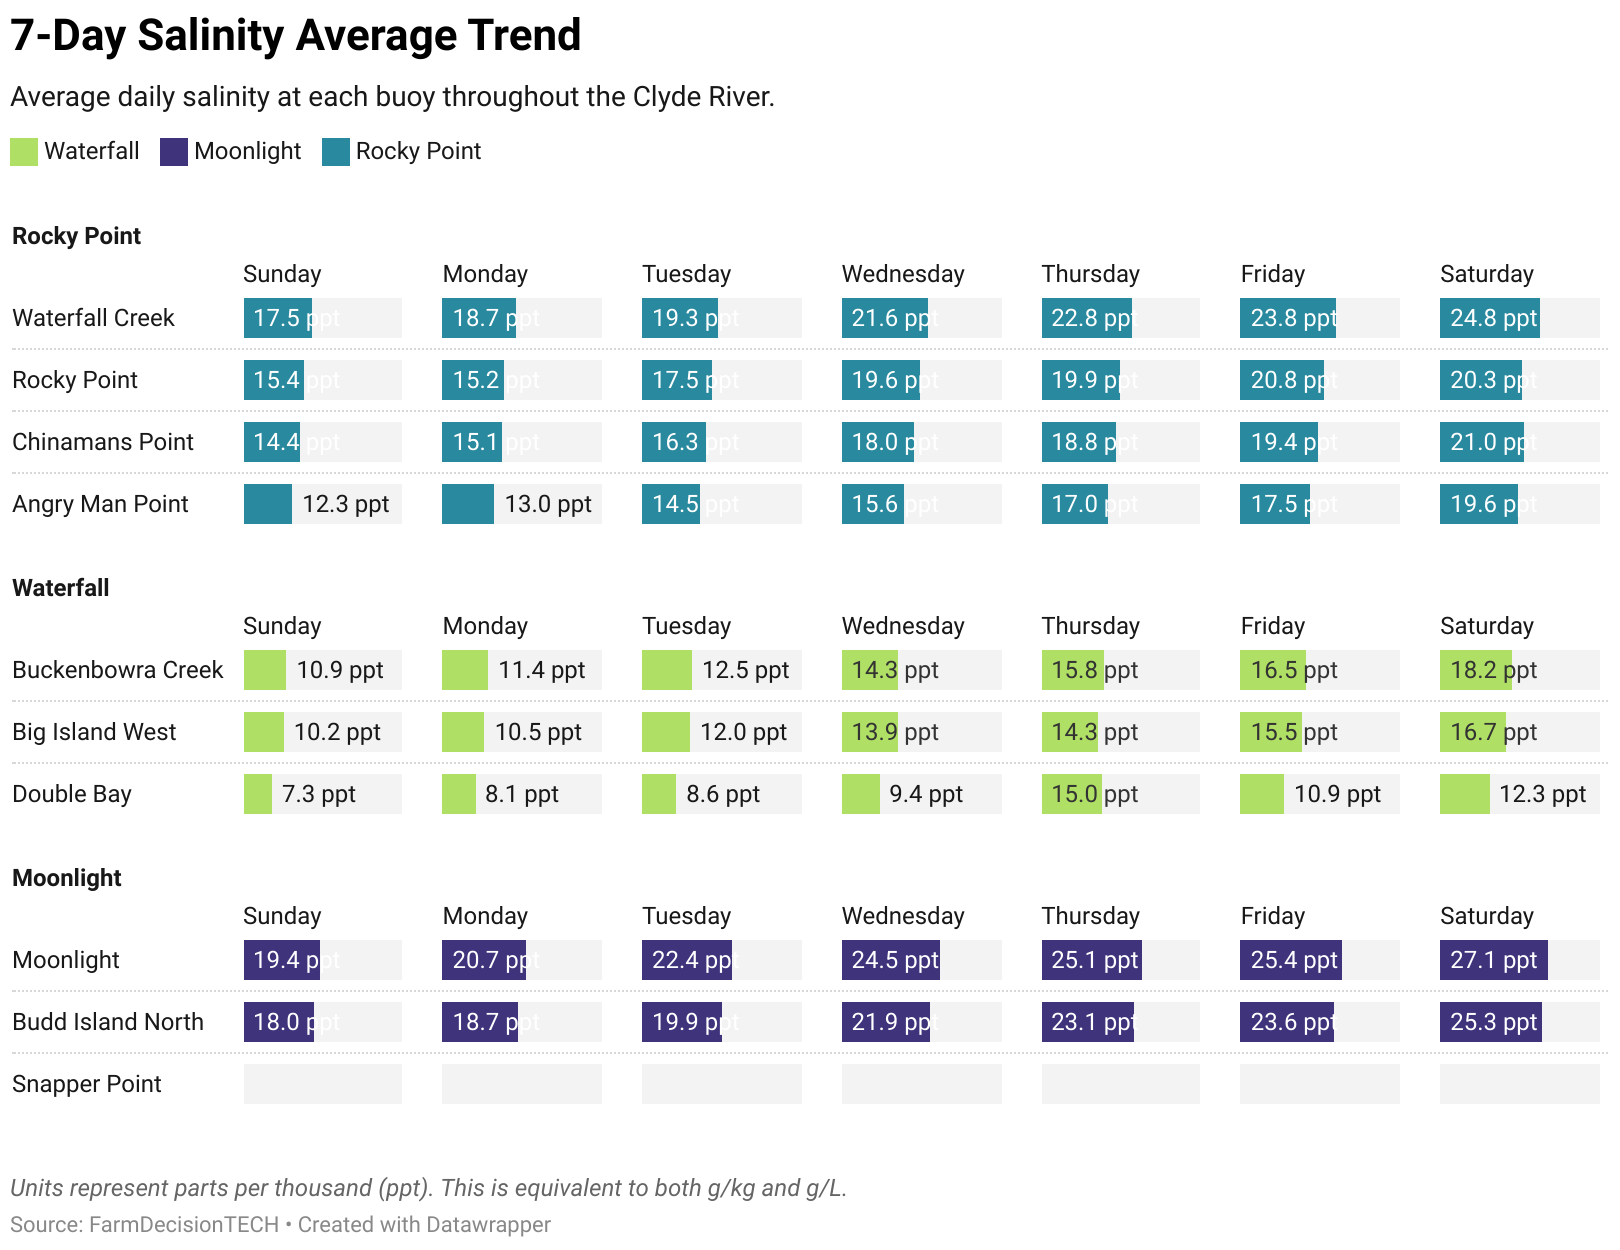 7-Day Salinity Average Trend
Average daily salinity at each buoy throughout the Clyde River.
Waterfall Moonlight Rocky Point
Rocky Point
Sunday Monday Tuesday Wednesday Thursday Friday Saturday
Waterfall Creek 17.5 ppt 18.7 ppt 19.3 ppt 21.6 ppt 22.8 ppt 23.8 ppt 24.8 ppt
Rocky Point 15.4 ppt 15.2 ppt 17.5 ppt 19.6 ppt 19.9 ppt 20.8 ppt 20.3 ppt
Chinamans Point 14.4 ppt 15.1 ppt 16.3 ppt 18.0 ppt 18.8 ppt 19.4 ppt 21.0 ppt
Angry Man Point 12.3 ppt 13.0 ppt 14.5 ppt 15.6 ppt 17.0 ppt 17.5 ppt 19.6 ppt
Waterfall
Sunday Monday Tuesday Wednesday Thursday Friday Saturday
Buckenbowra Creek 10.9 ppt 11.4 ppt 12.5 ppt 14.3 ppt 15.8 ppt 16.5 ppt 18.2 ppt
Big Island West 10.2 ppt 10.5 ppt 12.0 ppt 13.9 ppt 14.3 ppt 15.5 ppt 16.7 ppt
Double Bay 7.3 ppt 8.1 ppt 8.6 ppt 9.4 ppt 15.0 ppt 10.9 ppt 12.3 ppt
Moonlight
Sunday Monday Tuesday Wednesday Thursday Friday Saturday
Moonlight 19.4 ppt 20.7 ppt 22.4 ppt 24.5 ppt 25.1 ppt 25.4 ppt 27.1 ppt
Budd Island North 18.0 ppt 18.7 ppt 19.9 ppt 21.9 ppt 23.1 ppt 23.6 ppt 25.3 ppt
Snapper Point
Units represent parts per thousand (ppt). This is equivalent to both g/kg and g/L.
Source: FarmDecisionTECH • Created with Datawrapper